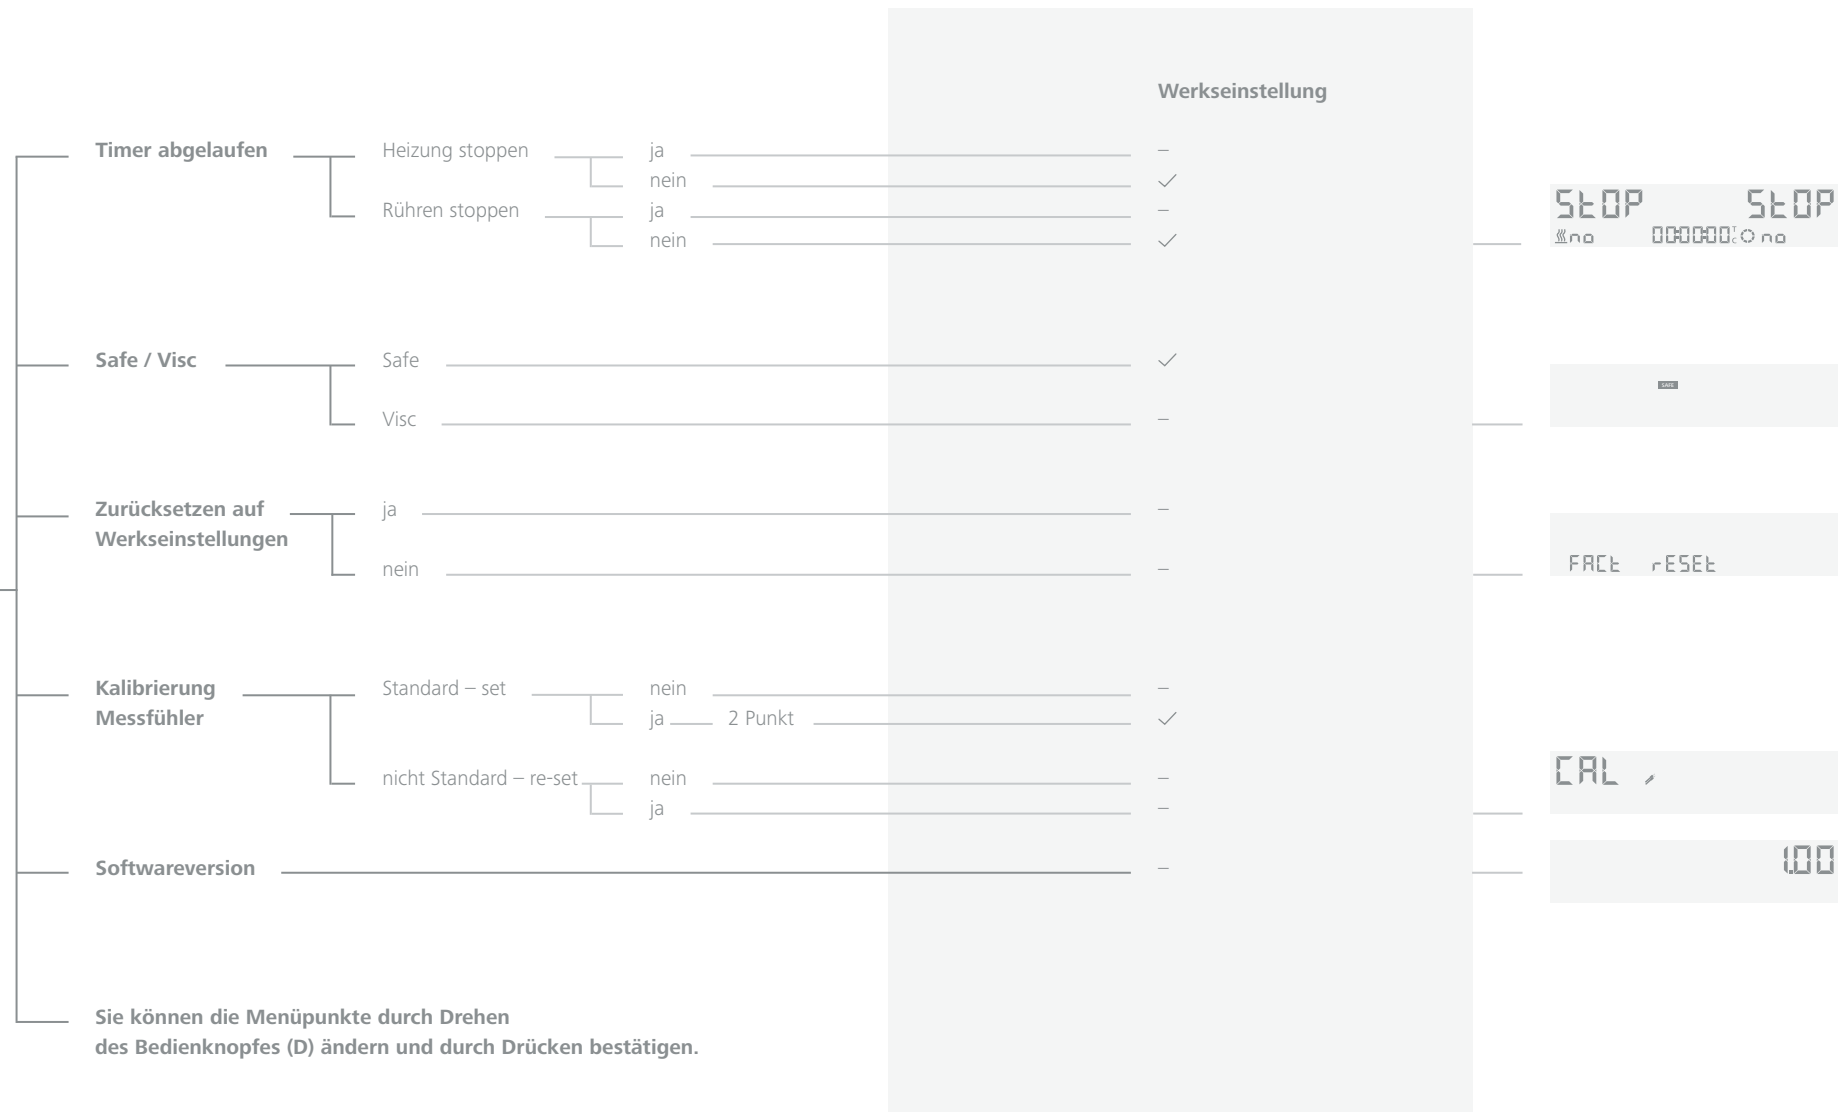 Werkseinstellung
Timer abgelaufen Heizung stoppen ja –
nein ✓
Rühren stoppen ja –
nein ✓
StOP StOP
no 00:00:00 no
Safe / Visc Safe ✓
SAFE
Visc –
Zurücksetzen auf ja –
Werkseinstellungen
nein –
FACt rESEt
Kalibrierung Standard – set nein –
Messfühler ja 2 Punkt ✓
nicht Standard – re-set nein –
CAL
ja –
Softwareversion –
1.00
Sie können die Menüpunkte durch Drehen
des Bedienknopfes (D) ändern und durch Drücken bestätigen.